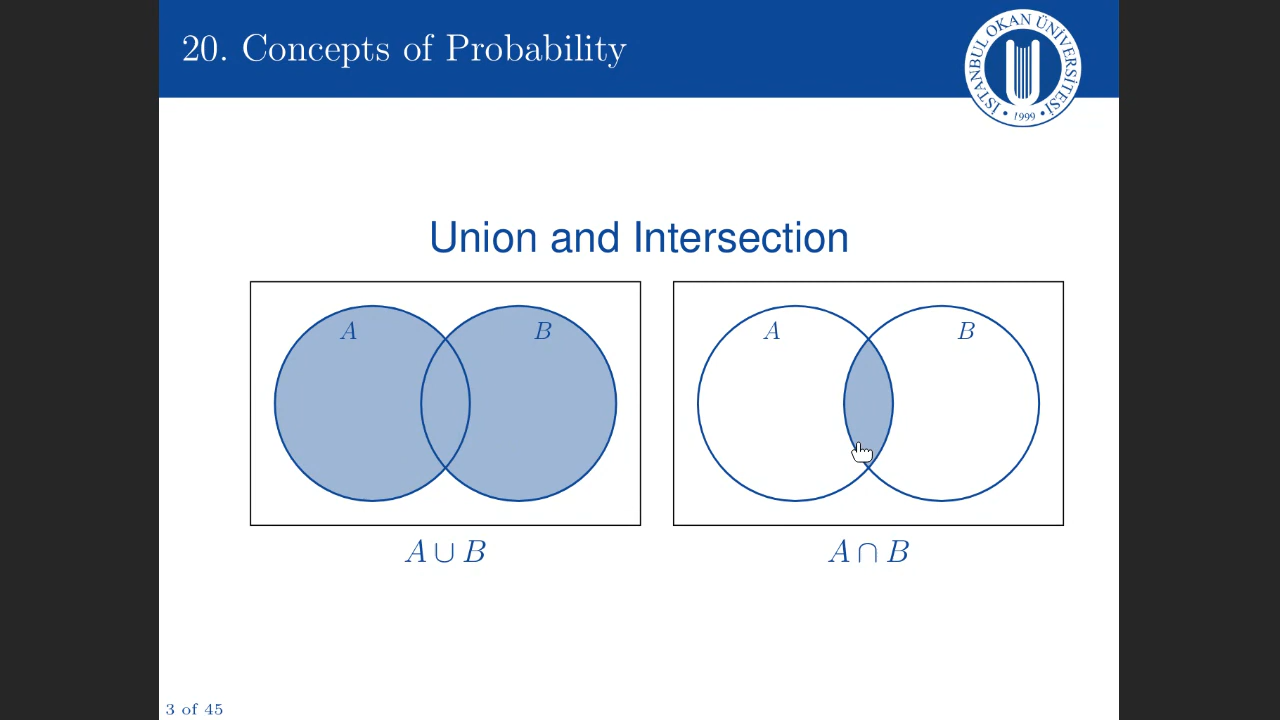 20. Concepts of Probability
İSTANBUL OKAN ÜNİVERSİTESİ
• 1999 •
Union and Intersection
A B
A B
A ∪ B
A ∩ B
3 of 45